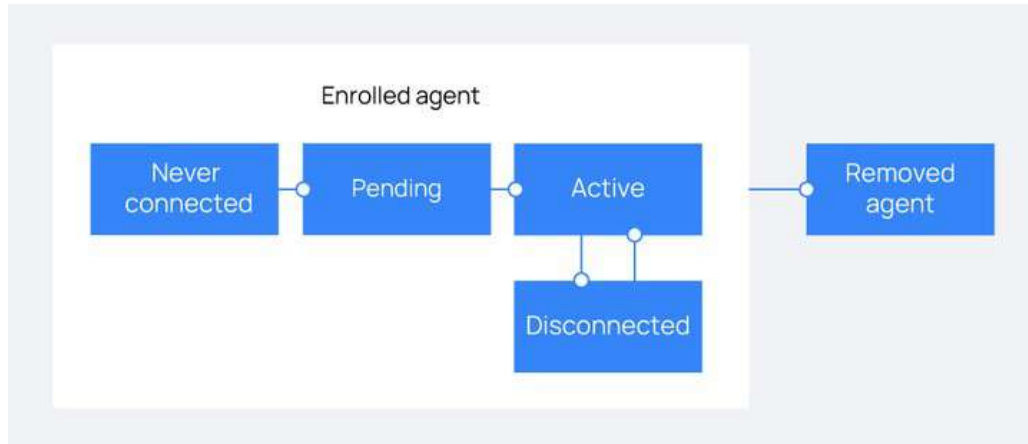 Enrolled agent
Never
connected
Pending
Active
Removed
agent
Disconnected